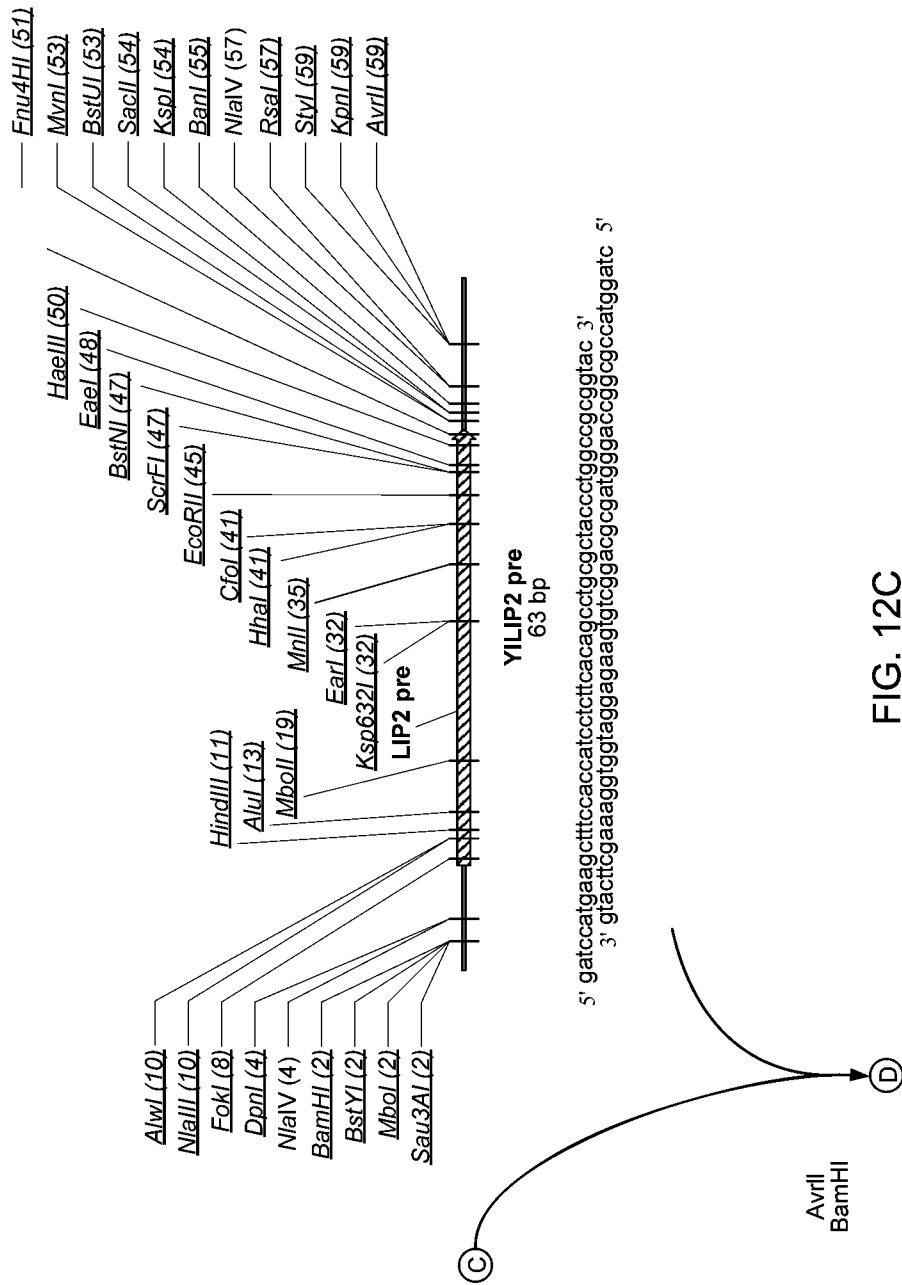 Fnu4HI (51)
MvnI (53)
BstUI (53)
SacII (54)
KspI (54)
BanI (55)
NlaIV (57)
RsaI (57)
StyI (59)
KpnI (59)
AvrII (59)
HaeIII (50)
EaeI (48)
BstNI (47)
ScrFI (47)
EcoRII (45)
CfoI (41)
HhaI (41)
MnlI (35)
EarI (32)
Ksp632I (32)
LIP2 pre
HindIII (11)
AluI (13)
MboII (19)
AlwI (10)
NlaIII (10)
FokI (8)
DpnI (4)
NlaIV (4)
BamHI (2)
BstYI (2)
MboI (2)
Sau3AI (2)
YlLIP2 pre
63 bp
5' gatccatgaagctttccaccatcctcttcacagcctgcgctaccctggccgcggtac 3'
3' gtacttcgaaaggtggtaggagaagtgtcggacgcgatgggaccggcgccatggatc 5'
C
AvrII
BamHI
D
FIG. 12C